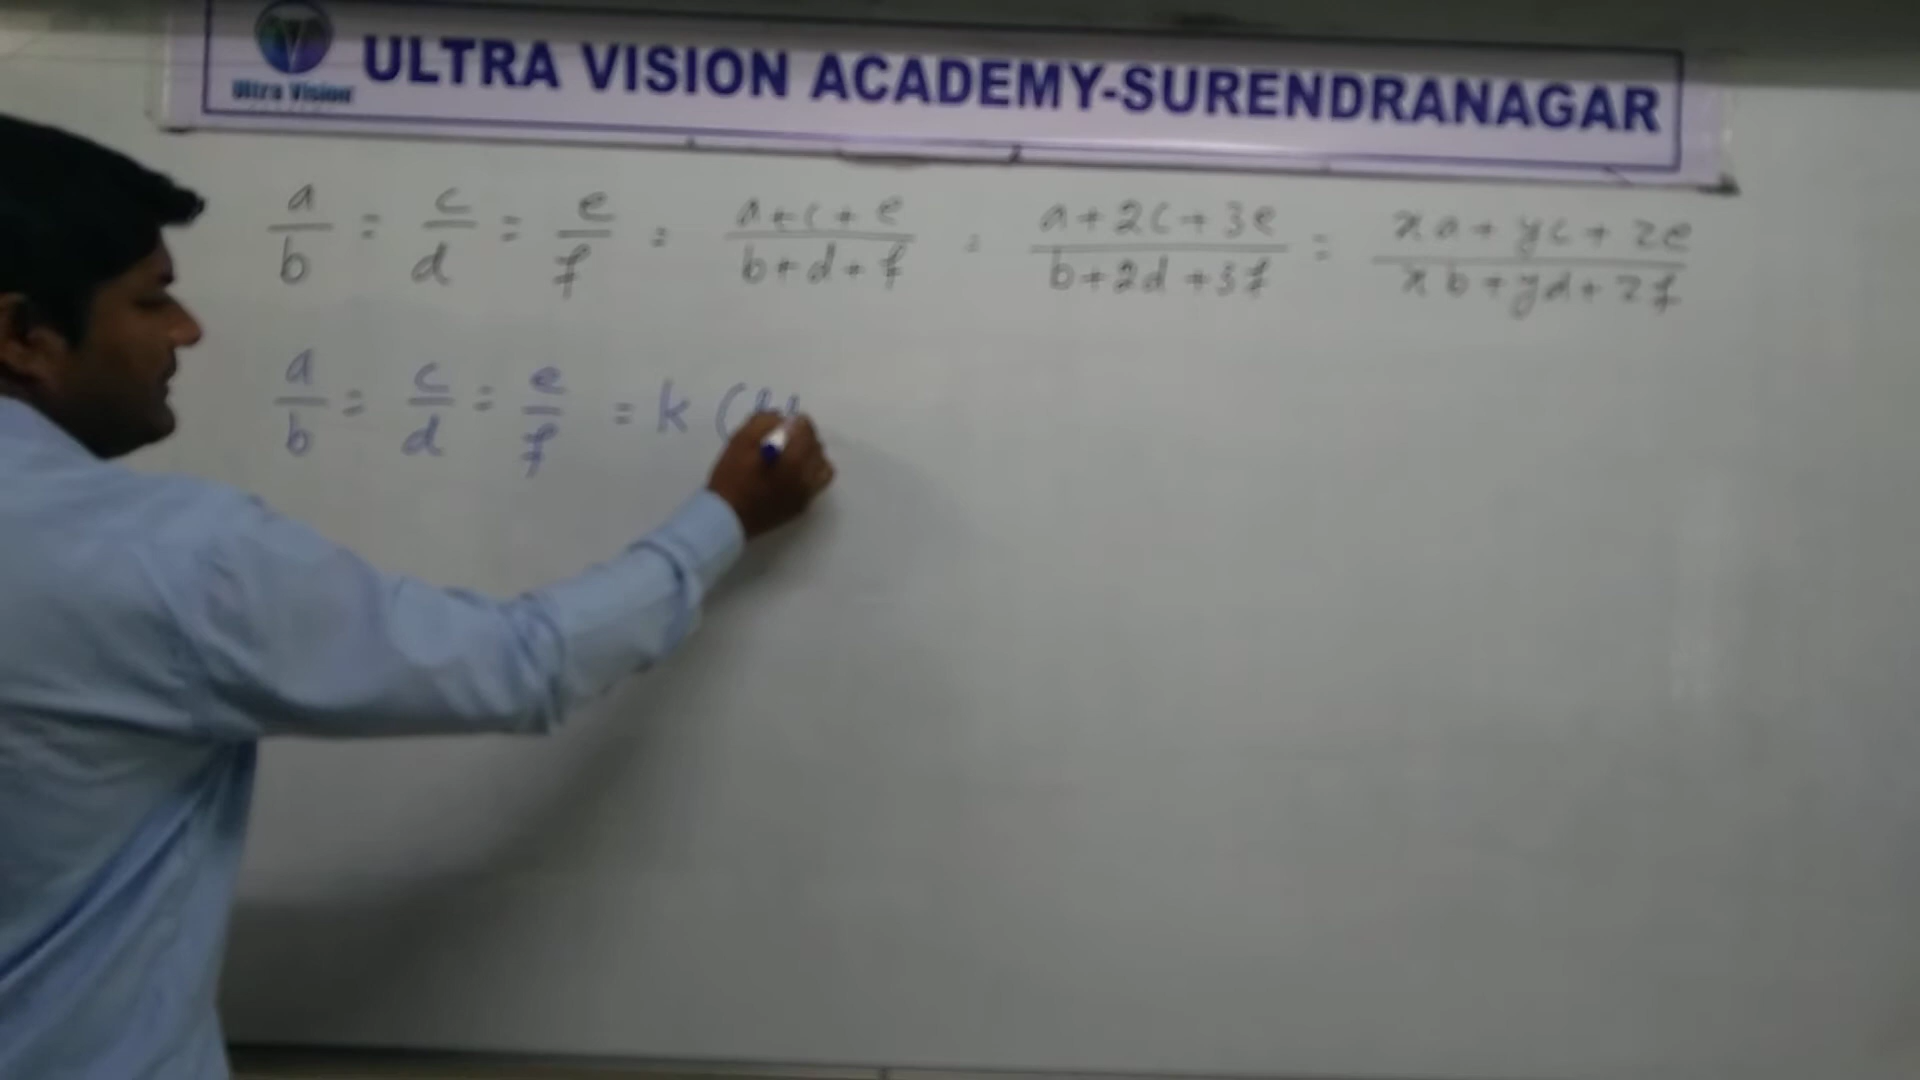 Ultra Vision
ULTRA VISION ACADEMY-SURENDRANAGAR
a/b = c/d = e/f = a+c+e/b+d+f = a+2c+3e/b+2d+3f = xa+yc+ze/xb+yd+zf
a/b = c/d = e/f = k (